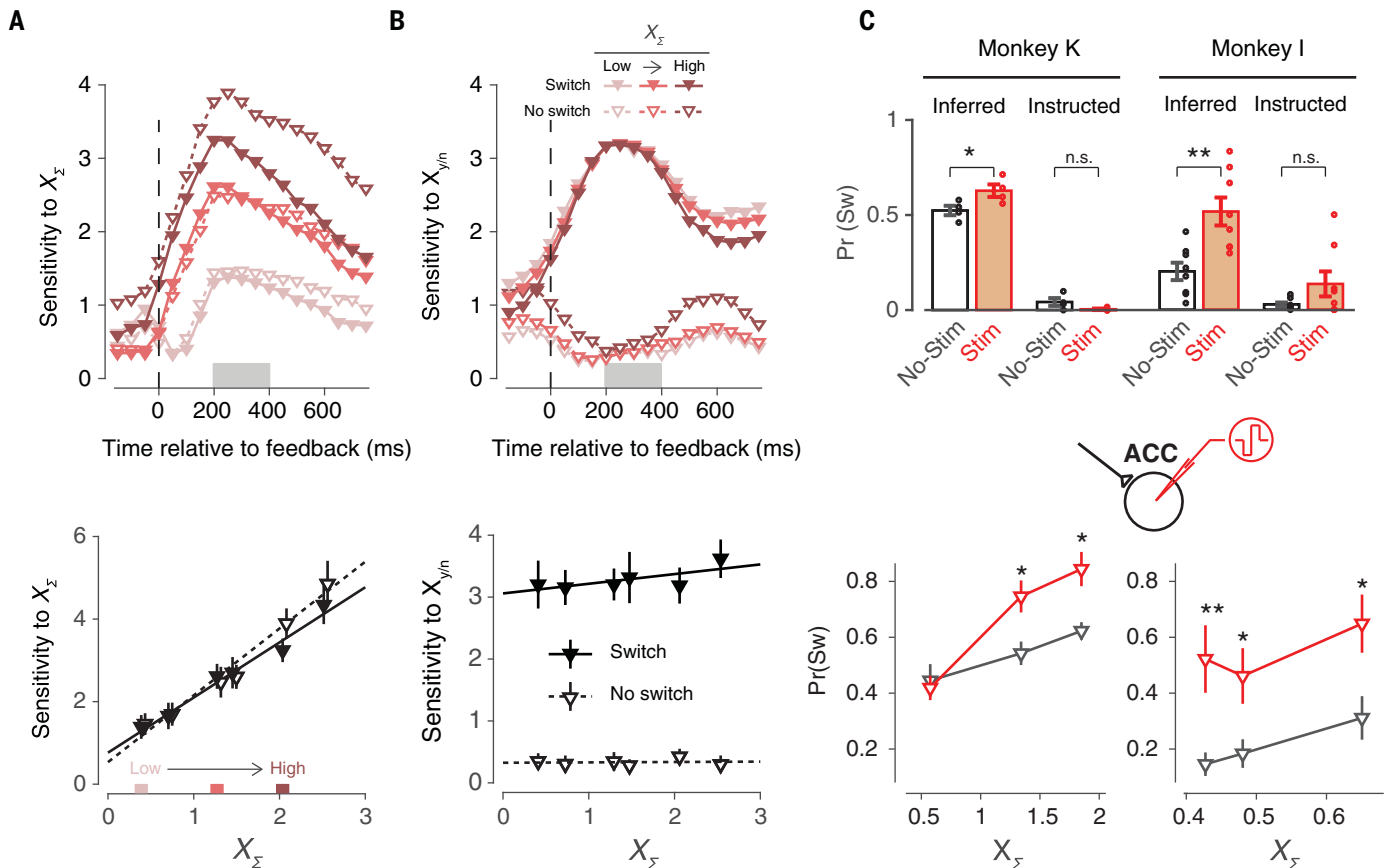 A
B
C
X_Σ
Low → High
Switch
No switch
Sensitivity to X_Σ
4
3
2
1
0
0 200 400 600
Time relative to feedback (ms)
Sensitivity to X_y/n
4
3
2
1
0
0 200 400 600
Time relative to feedback (ms)
Monkey K
Monkey I
Inferred Instructed
Inferred Instructed
Pr (Sw)
1
0.5
0
*
n.s.
**
n.s.
No-Stim
Stim
No-Stim
Stim
No-Stim
Stim
No-Stim
Stim
ACC
Sensitivity to X_Σ
6
4
2
0
Low → High
0 1 2 3
X_Σ
Sensitivity to X_y/n
4
3
2
1
0
Switch
No switch
0 1 2 3
X_Σ
Pr(Sw)
0.8
0.6
0.4
0.2
*
*
0.5 1 1.5 2
X_Σ
0.8
0.6
0.4
0.2
**
*
*
0.4 0.5 0.6
X_Σ